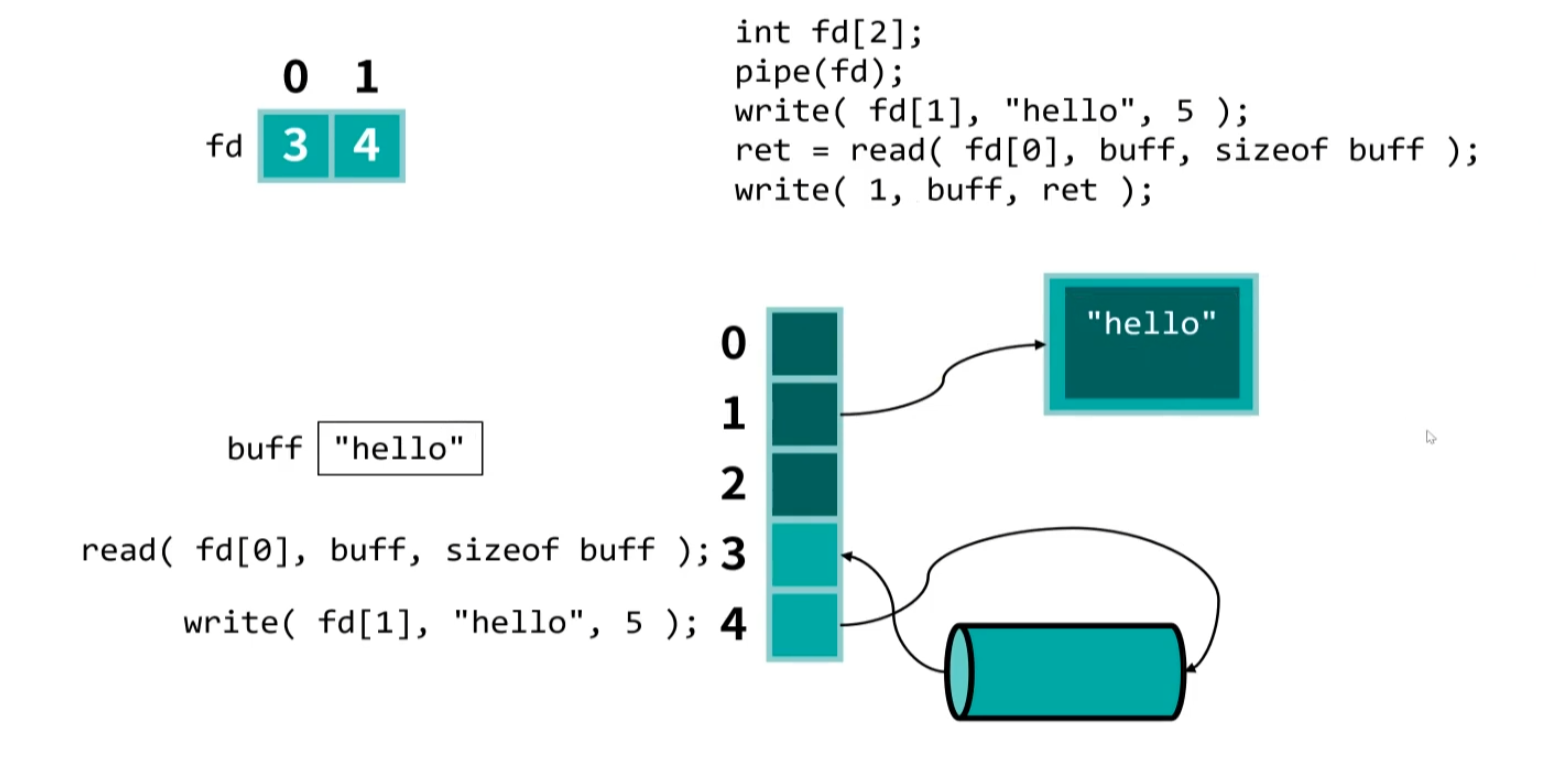 int fd[2];
pipe(fd);
write( fd[1], "hello", 5 );
ret = read( fd[0], buff, sizeof buff );
write( 1, buff, ret );
0 1
fd 3 4
"hello"
0
1
2
buff "hello"
read( fd[0], buff, sizeof buff ); 3
write( fd[1], "hello", 5 ); 4